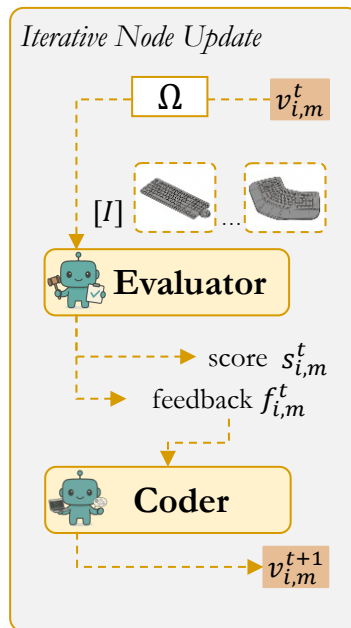 Iterative Node Update
Ω
$v_{i,m}^{t}$
[I]
...
Evaluator
score $s_{i,m}^{t}$
feedback $f_{i,m}^{t}$
Coder
$v_{i,m}^{t+1}$